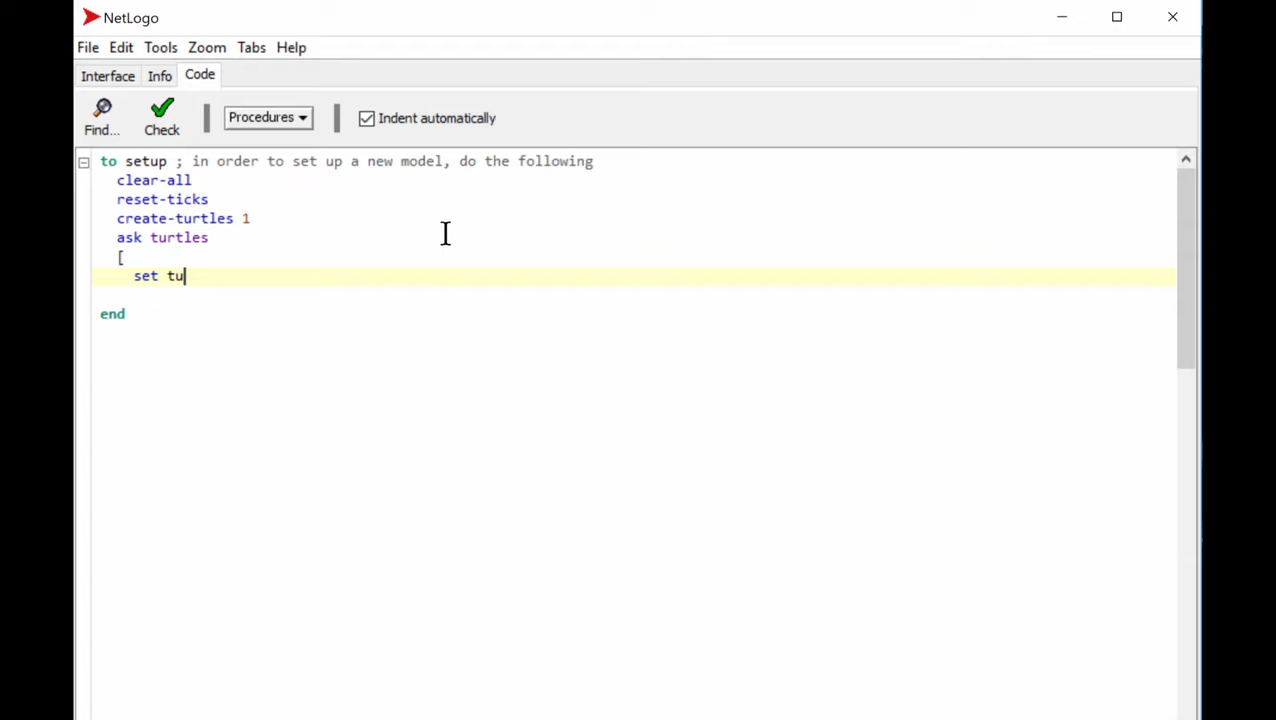 NetLogo
File Edit Tools Zoom Tabs Help
Interface Info Code
Find... Check Procedures Indent automatically
to setup ; in order to set up a new model, do the following
clear-all
reset-ticks
create-turtles 1
ask turtles
[
set tu
end